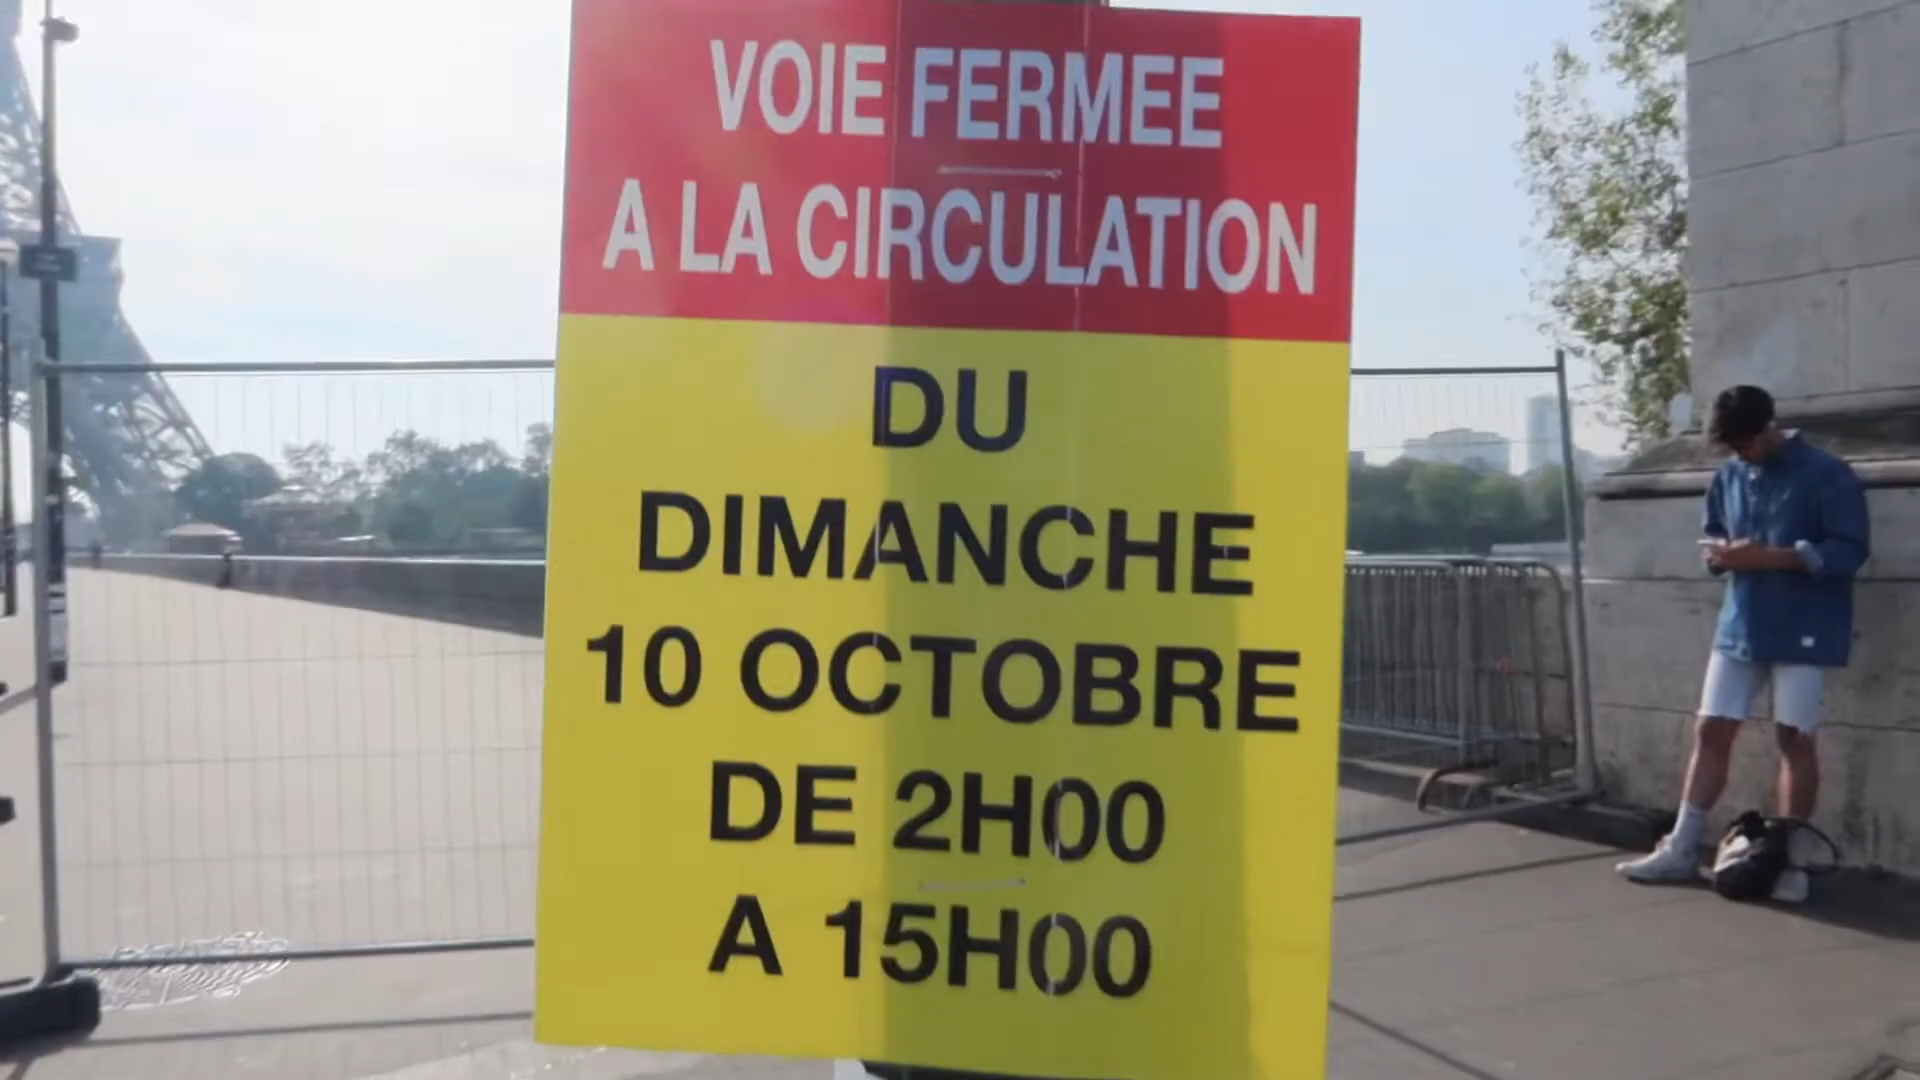 VOIE FERMEE
A LA CIRCULATION
DU
DIMANCHE
10 OCTOBRE
DE 2H00
A 15H00